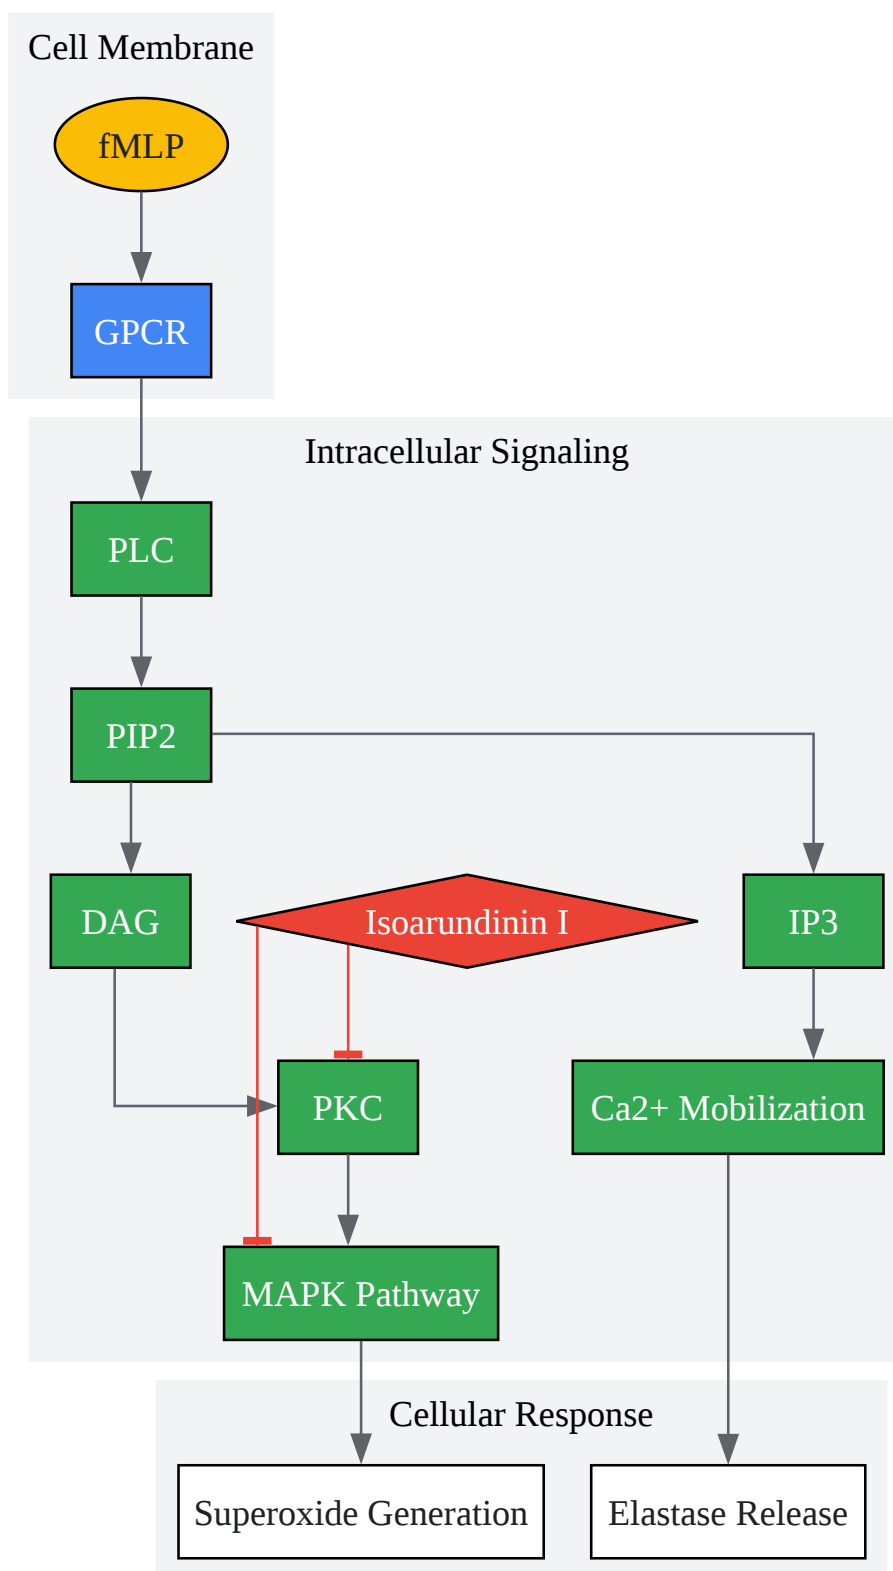 Cell Membrane
fMLP
GPCR
Intracellular Signaling
PLC
PIP2
DAG
Isoarundinin I
IP3
PKC
Ca2+ Mobilization
MAPK Pathway
Cellular Response
Superoxide Generation
Elastase Release